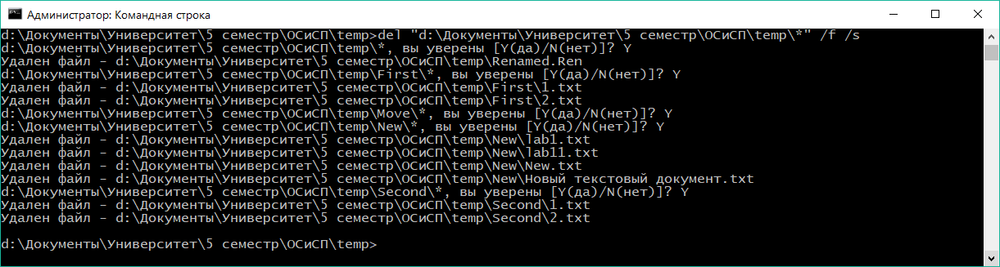 Администратор: Командная строка
d:\Документы\Университет\5 семестр\ОСиСП\temp>del "d:\Документы\Университет\5 семестр\ОСиСП\temp\*" /f /s
d:\Документы\Университет\5 семестр\ОСиСП\temp\*, вы уверены [Y(да)/N(нет)]? Y
Удален файл - d:\Документы\Университет\5 семестр\ОСиСП\temp\Renamed.Ren
d:\Документы\Университет\5 семестр\ОСиСП\temp\First\*, вы уверены [Y(да)/N(нет)]? Y
Удален файл - d:\Документы\Университет\5 семестр\ОСиСП\temp\First\1.txt
Удален файл - d:\Документы\Университет\5 семестр\ОСиСП\temp\First\2.txt
d:\Документы\Университет\5 семестр\ОСиСП\temp\Move\*, вы уверены [Y(да)/N(нет)]? Y
d:\Документы\Университет\5 семестр\ОСиСП\temp\New\*, вы уверены [Y(да)/N(нет)]? Y
Удален файл - d:\Документы\Университет\5 семестр\ОСиСП\temp\New\lab1.txt
Удален файл - d:\Документы\Университет\5 семестр\ОСиСП\temp\New\lab11.txt
Удален файл - d:\Документы\Университет\5 семестр\ОСиСП\temp\New\New.txt
Удален файл - d:\Документы\Университет\5 семестр\ОСиСП\temp\New\Новый текстовый документ.txt
d:\Документы\Университет\5 семестр\ОСиСП\temp\Second\*, вы уверены [Y(да)/N(нет)]? Y
Удален файл - d:\Документы\Университет\5 семестр\ОСиСП\temp\Second\1.txt
Удален файл - d:\Документы\Университет\5 семестр\ОСиСП\temp\Second\2.txt
d:\Документы\Университет\5 семестр\ОСиСП\temp>